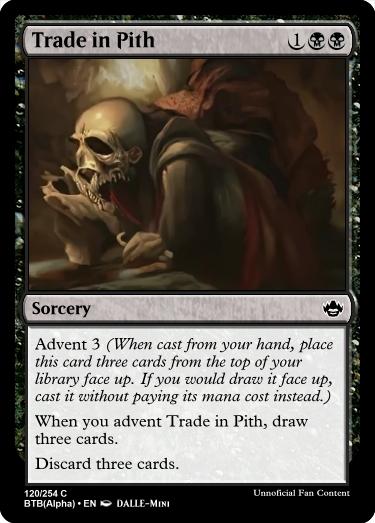 Trade in Pith 1
Sorcery
Advent 3 (When cast from your hand, place
this card three cards from the top of your
library face up. If you would draw it face up,
cast it without paying its mana cost instead.)
When you advent Trade in Pith, draw
three cards.
Discard three cards.
120/254 C
Unofficial Fan Content
BTB(Alpha) • EN DALLE-Mini